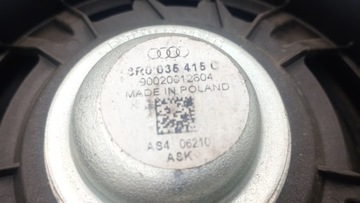 8R0 035 415 C
90020012604
MADE IN POLAND
AS4 06210
ASK